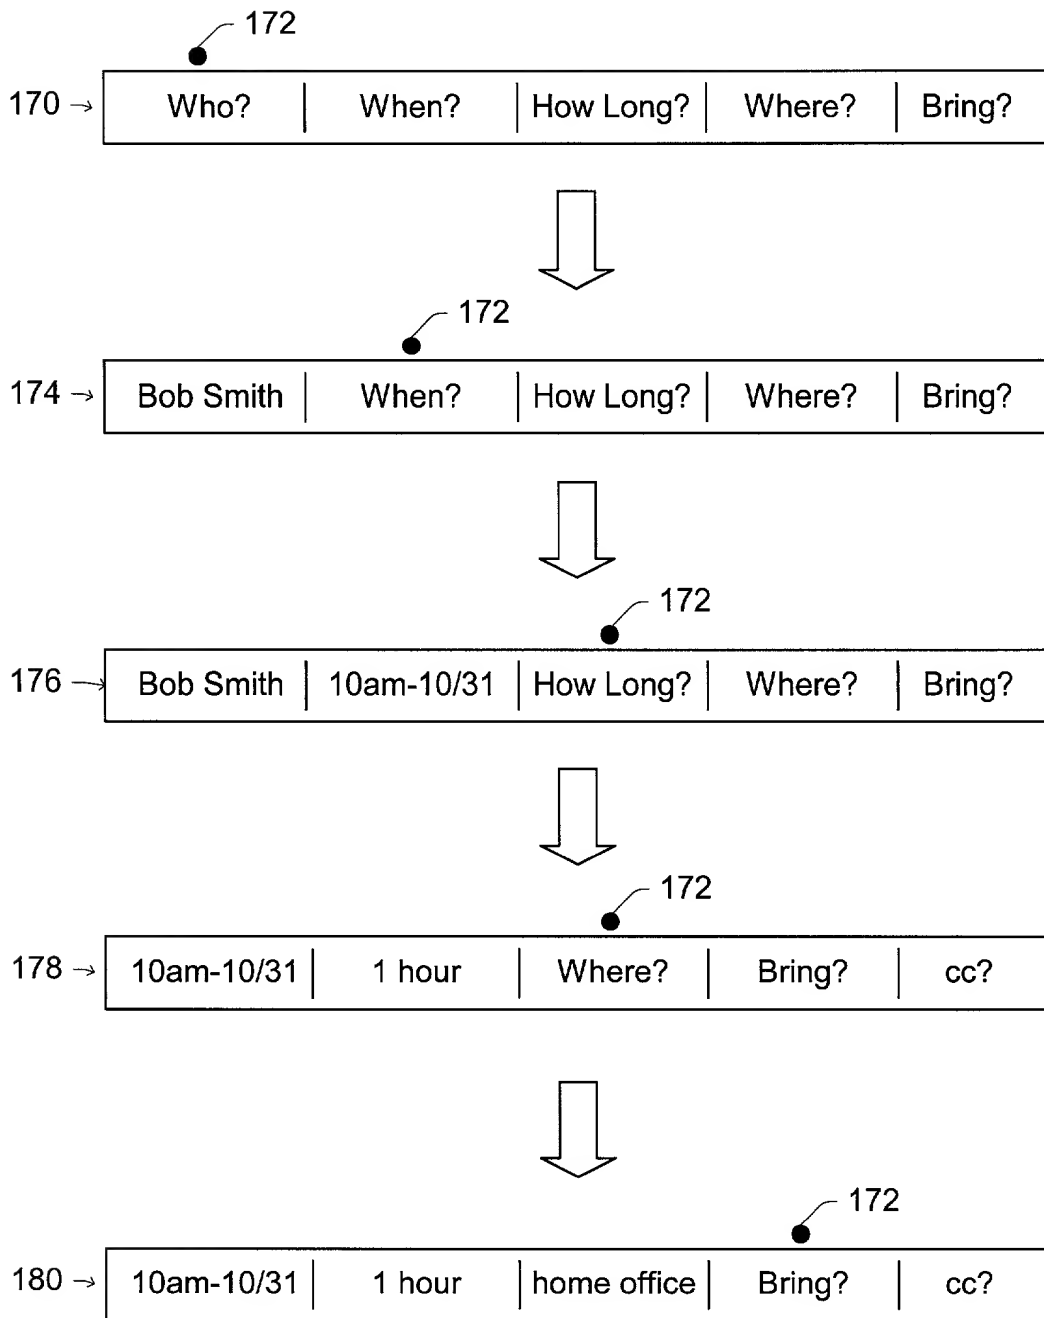 172
170 Who? When? How Long? Where? Bring?
172
174 Bob Smith When? How Long? Where? Bring?
172
176 Bob Smith 10am-10/31 How Long? Where? Bring?
172
178 10am-10/31 1 hour Where? Bring? cc?
172
180 10am-10/31 1 hour home office Bring? cc?